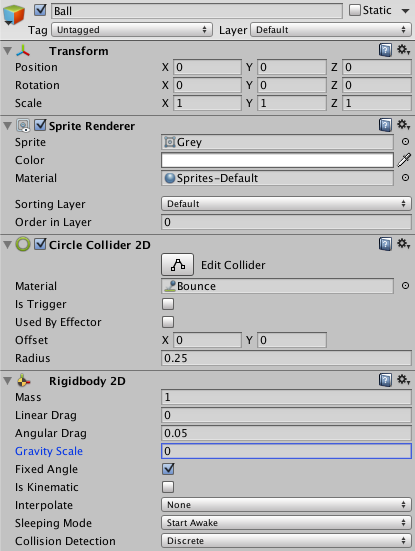 Ball Static
Tag Untagged Layer Default
Transform
Position X 0 Y 0 Z 0
Rotation X 0 Y 0 Z 0
Scale X 1 Y 1 Z 1
Sprite Renderer
Sprite Grey
Color
Material Sprites-Default
Sorting Layer Default
Order in Layer 0
Circle Collider 2D
Edit Collider
Material Bounce
Is Trigger
Used By Effector
Offset X 0 Y 0
Radius 0.25
Rigidbody 2D
Mass 1
Linear Drag 0
Angular Drag 0.05
Gravity Scale 0
Fixed Angle
Is Kinematic
Interpolate None
Sleeping Mode Start Awake
Collision Detection Discrete